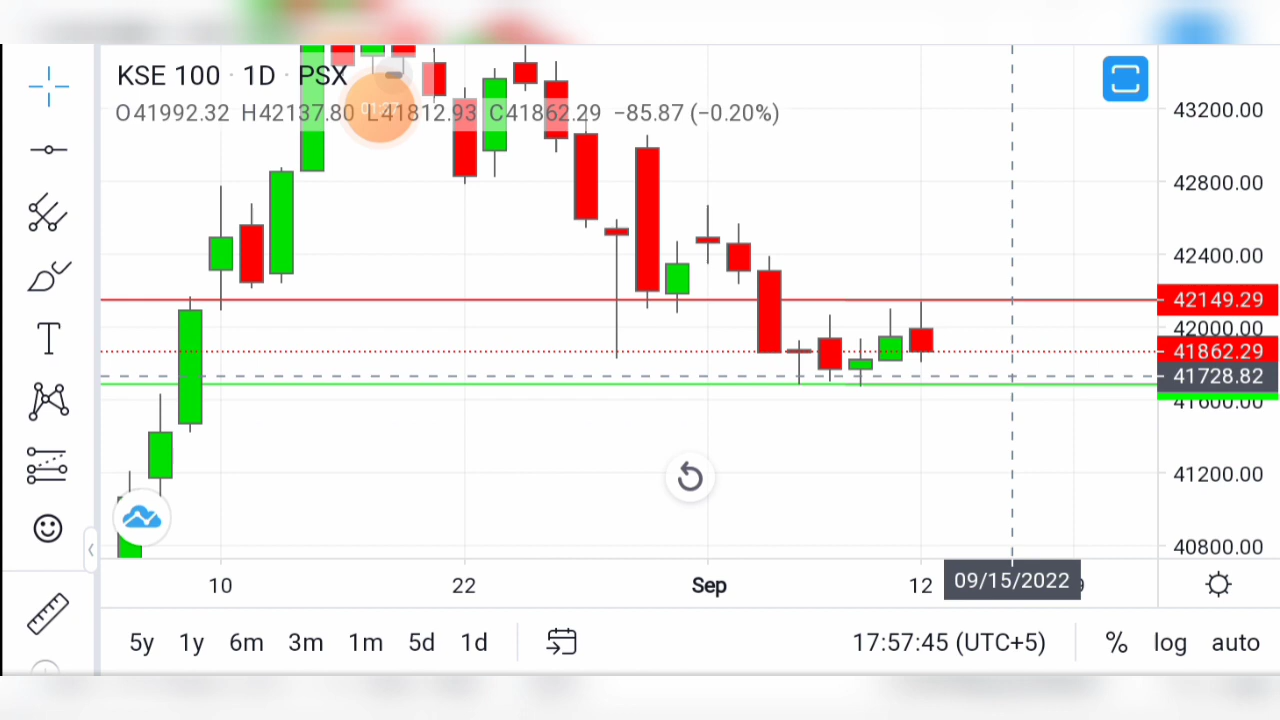 KSE 100 · 1D · PSX
O41992.32 H42137.80 L41812.93 C41862.29 −85.87 (−0.20%)
01:27
43200.00
42800.00
42400.00
42149.29
42000.00
41862.29
41728.82
41600.00
41200.00
40800.00
10 22 Sep 12 09/15/2022
5y 1y 6m 3m 1m 5d 1d 17:57:45 (UTC+5) % log auto